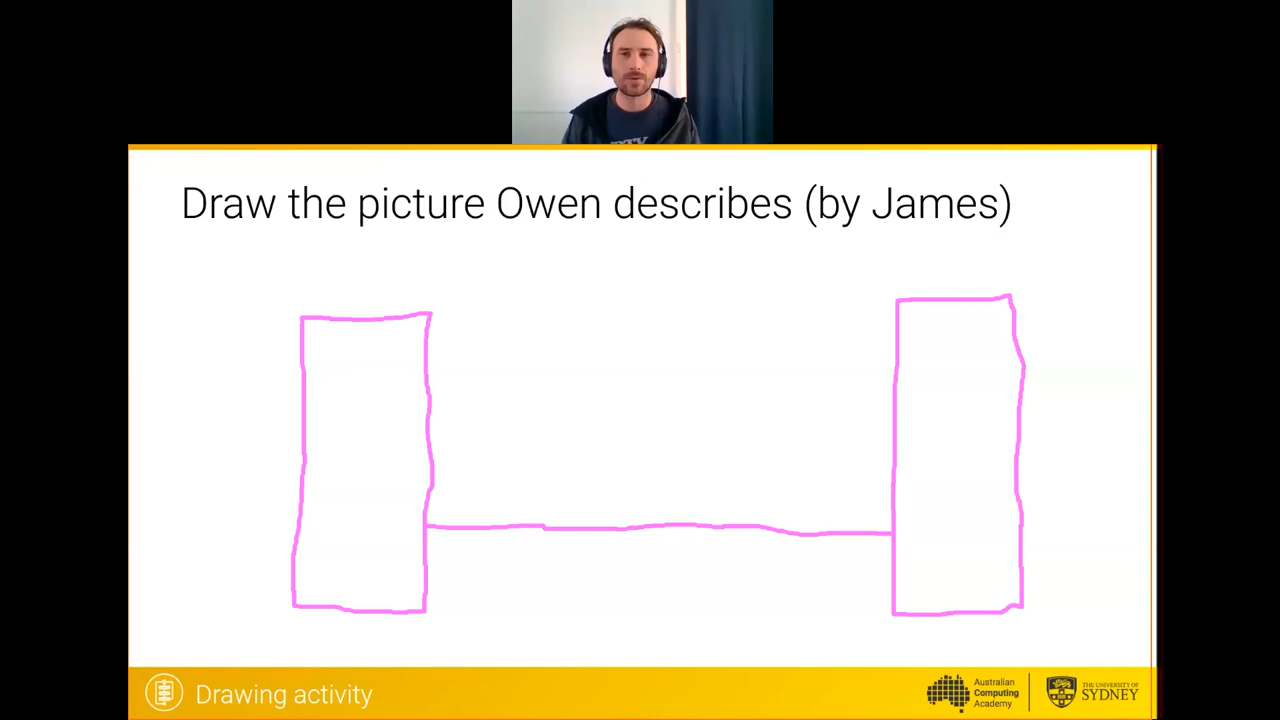 Draw the picture Owen describes (by James)
Drawing activity
Australian
Computing
Academy
THE UNIVERSITY OF
SYDNEY